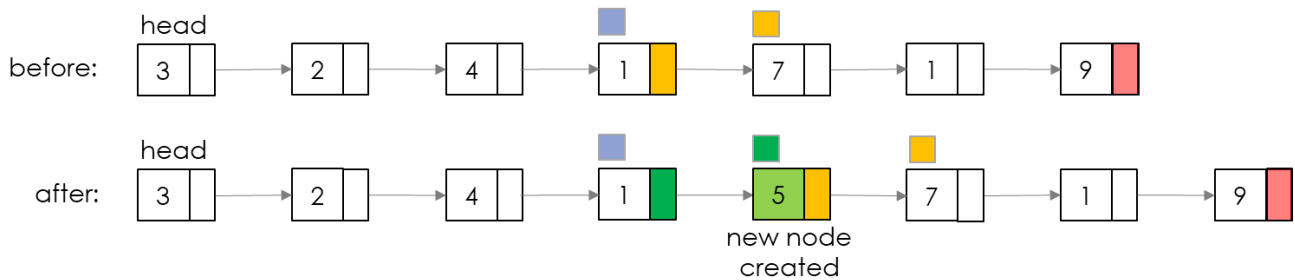 head
before: 3 2 4 1 7 1 9
head
after: 3 2 4 1 5 7 1 9
new node
created